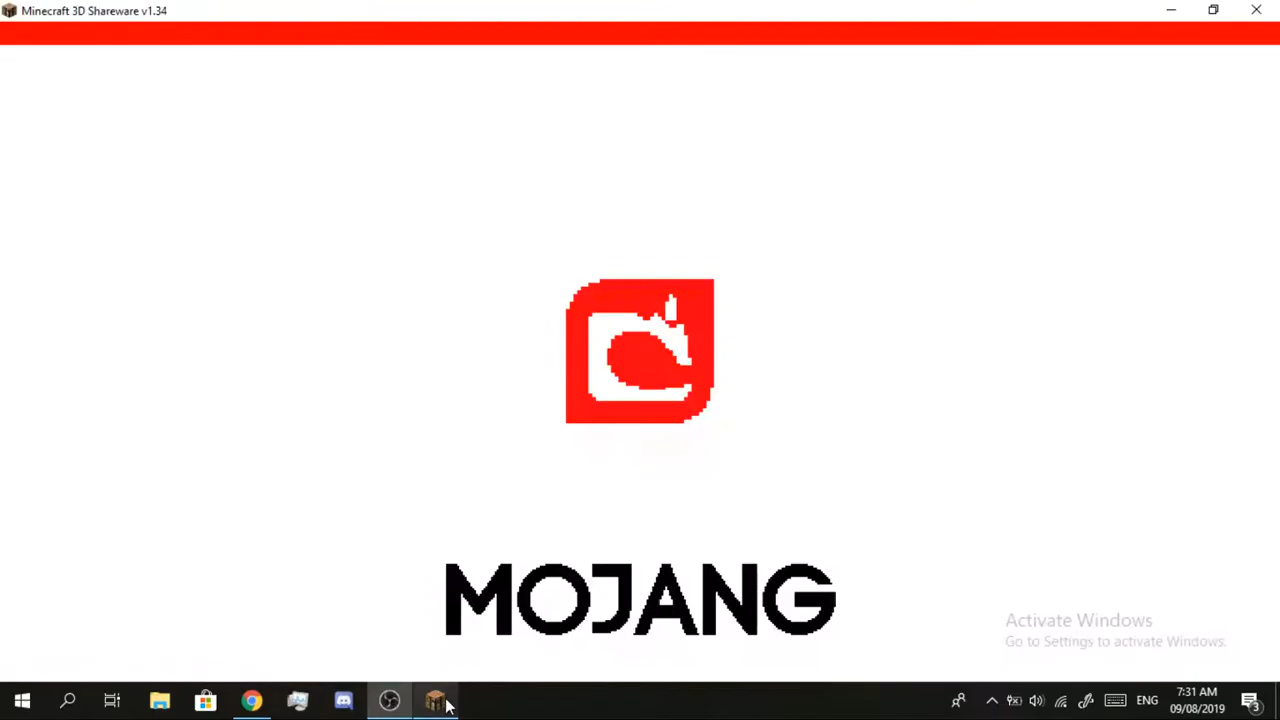 Minecraft 3D Shareware v1.34
MOJANG
Activate Windows
Go to Settings to activate Windows.
ENG
7:31 AM
09/08/2019
3